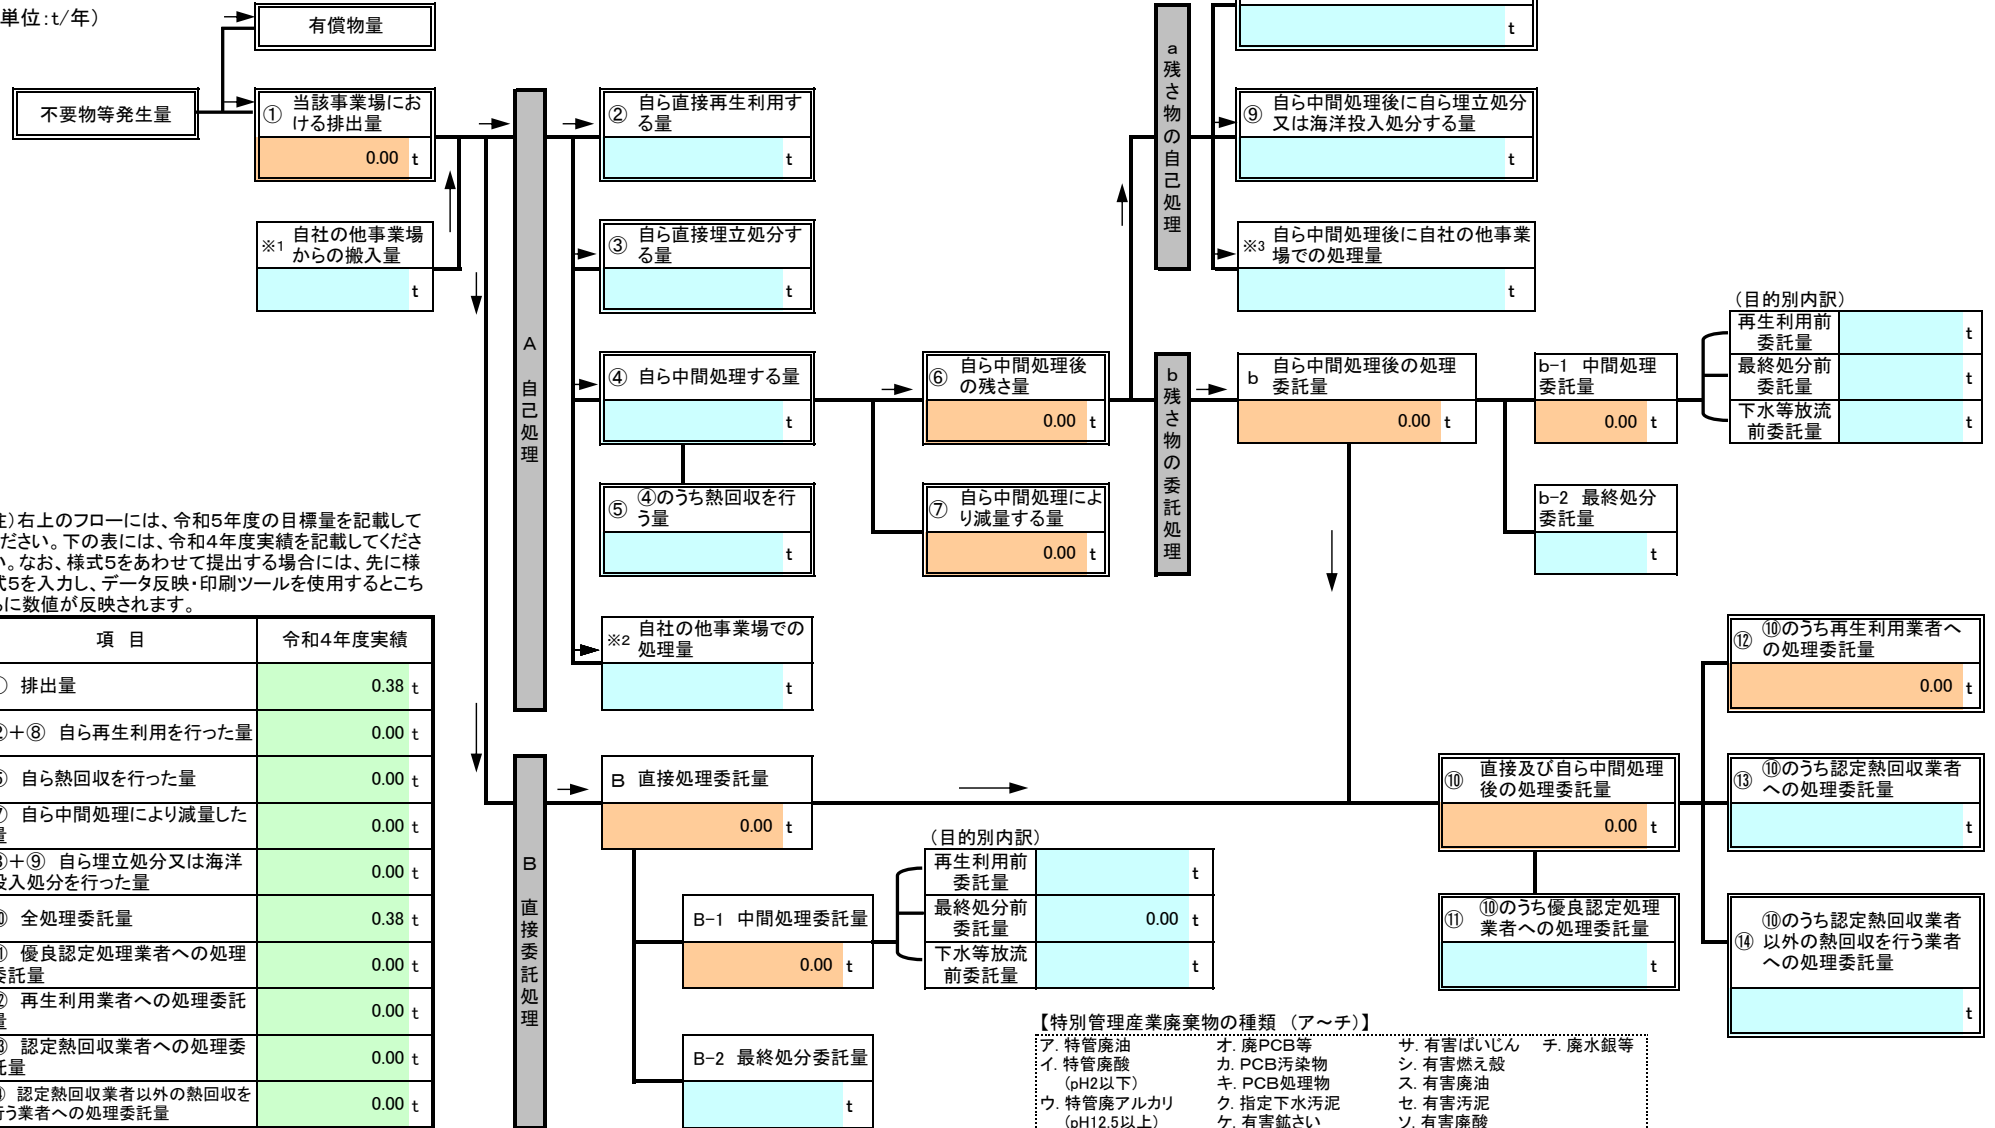 単位:t/年)
有償物量
不要物等発生量
① 当該事業場にお
ける排出量
0.00 t
※1 自社の他事業場
からの搬入量
t
A
自己処理
② 自ら直接再生利用す
る量
t
③ 自ら直接埋立処分す
る量
t
④ 自ら中間処理する量
t
⑤ ④のうち熱回収を行
う量
t
※2 自社の他事業場での
処理量
t
⑥ 自ら中間処理後
の残さ量
0.00 t
⑦ 自ら中間処理によ
り減量する量
0.00 t
a
残さ物の自己処理
t
⑨ 自ら中間処理後に自ら埋立処分
又は海洋投入処分する量
t
※3 自ら中間処理後に自社の他事業
場での処理量
t
b
残さ物の委託処理
b 自ら中間処理後の処理
委託量
0.00 t
b-1 中間処理
委託量
0.00 t
(目的別内訳)
再生利用前
委託量
t
最終処分前
委託量
t
下水等放流
前委託量
t
b-2 最終処分
委託量
t
注)右上のフローには、令和5年度の目標量を記載して
ください。下の表には、令和4年度実績を記載してくださ
い。なお、様式5をあわせて提出する場合には、先に様
式5を入力し、データ反映・印刷ツールを使用するとこち
らに数値が反映されます。
項 目 令和4年度実績
① 排出量 0.38 t
②+⑧ 自ら再生利用を行った量 0.00 t
⑤ 自ら熱回収を行った量 0.00 t
⑦ 自ら中間処理により減量した
量 0.00 t
③+⑨ 自ら埋立処分又は海洋
投入処分を行った量 0.00 t
⑩ 全処理委託量 0.38 t
⑪ 優良認定処理業者への処理
委託量 0.00 t
⑫ 再生利用業者への処理委託
量 0.00 t
⑬ 認定熱回収業者への処理委
託量 0.00 t
⑭ 認定熱回収業者以外の熱回収を
行う業者への処理委託量 0.00 t
B
直接委託処理
B 直接処理委託量
0.00 t
B-1 中間処理委託量
0.00 t
(目的別内訳)
再生利用前
委託量
t
最終処分前
委託量
0.00 t
下水等放流
前委託量
t
B-2 最終処分委託量
t
⑩ 直接及び自ら中間処理
後の処理委託量
0.00 t
⑪ ⑩のうち優良認定処理
業者への処理委託量
t
⑫ ⑩のうち再生利用業者へ
の処理委託量
0.00 t
⑬ ⑩のうち認定熱回収業者
への処理委託量
t
⑭ ⑩のうち認定熱回収業者
以外の熱回収を行う業者
への処理委託量
t
【特別管理産業廃棄物の種類 (ア~チ)】
ア. 特管廃油 オ. 廃PCB等 サ. 有害ばいじん チ. 廃水銀等
イ. 特管廃酸 カ. PCB汚染物 シ. 有害燃え殻
(pH2以下) キ. PCB処理物 ス. 有害廃油
ウ. 特管廃アルカリ ク. 指定下水汚泥 セ. 有害汚泥
(pH12.5以上) ケ. 有害鉱さい ソ. 有害廃酸